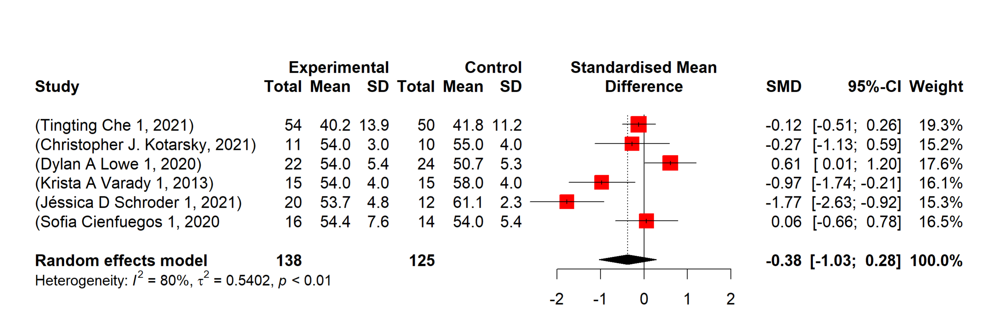 Experimental Control Standardised Mean
Study Total Mean SD Total Mean SD Difference SMD 95%-CI Weight
(Tingting Che 1, 2021) 54 40.2 13.9 50 41.8 11.2 -0.12 [-0.51; 0.26] 19.3%
(Christopher J. Kotarsky, 2021) 11 54.0 3.0 10 55.0 4.0 -0.27 [-1.13; 0.59] 15.2%
(Dylan A Lowe 1, 2020) 22 54.0 5.4 24 50.7 5.3 0.61 [ 0.01; 1.20] 17.6%
(Krista A Varady 1, 2013) 15 54.0 4.0 15 58.0 4.0 -0.97 [-1.74; -0.21] 16.1%
(Jéssica D Schroder 1, 2021) 20 53.7 4.8 12 61.1 2.3 -1.77 [-2.63; -0.92] 15.3%
(Sofia Cienfuegos 1, 2020 16 54.4 7.6 14 54.0 5.4 0.06 [-0.66; 0.78] 16.5%
Random effects model 138 125 -0.38 [-1.03; 0.28] 100.0%
Heterogeneity: I² = 80%, τ² = 0.5402, p < 0.01
-2 -1 0 1 2